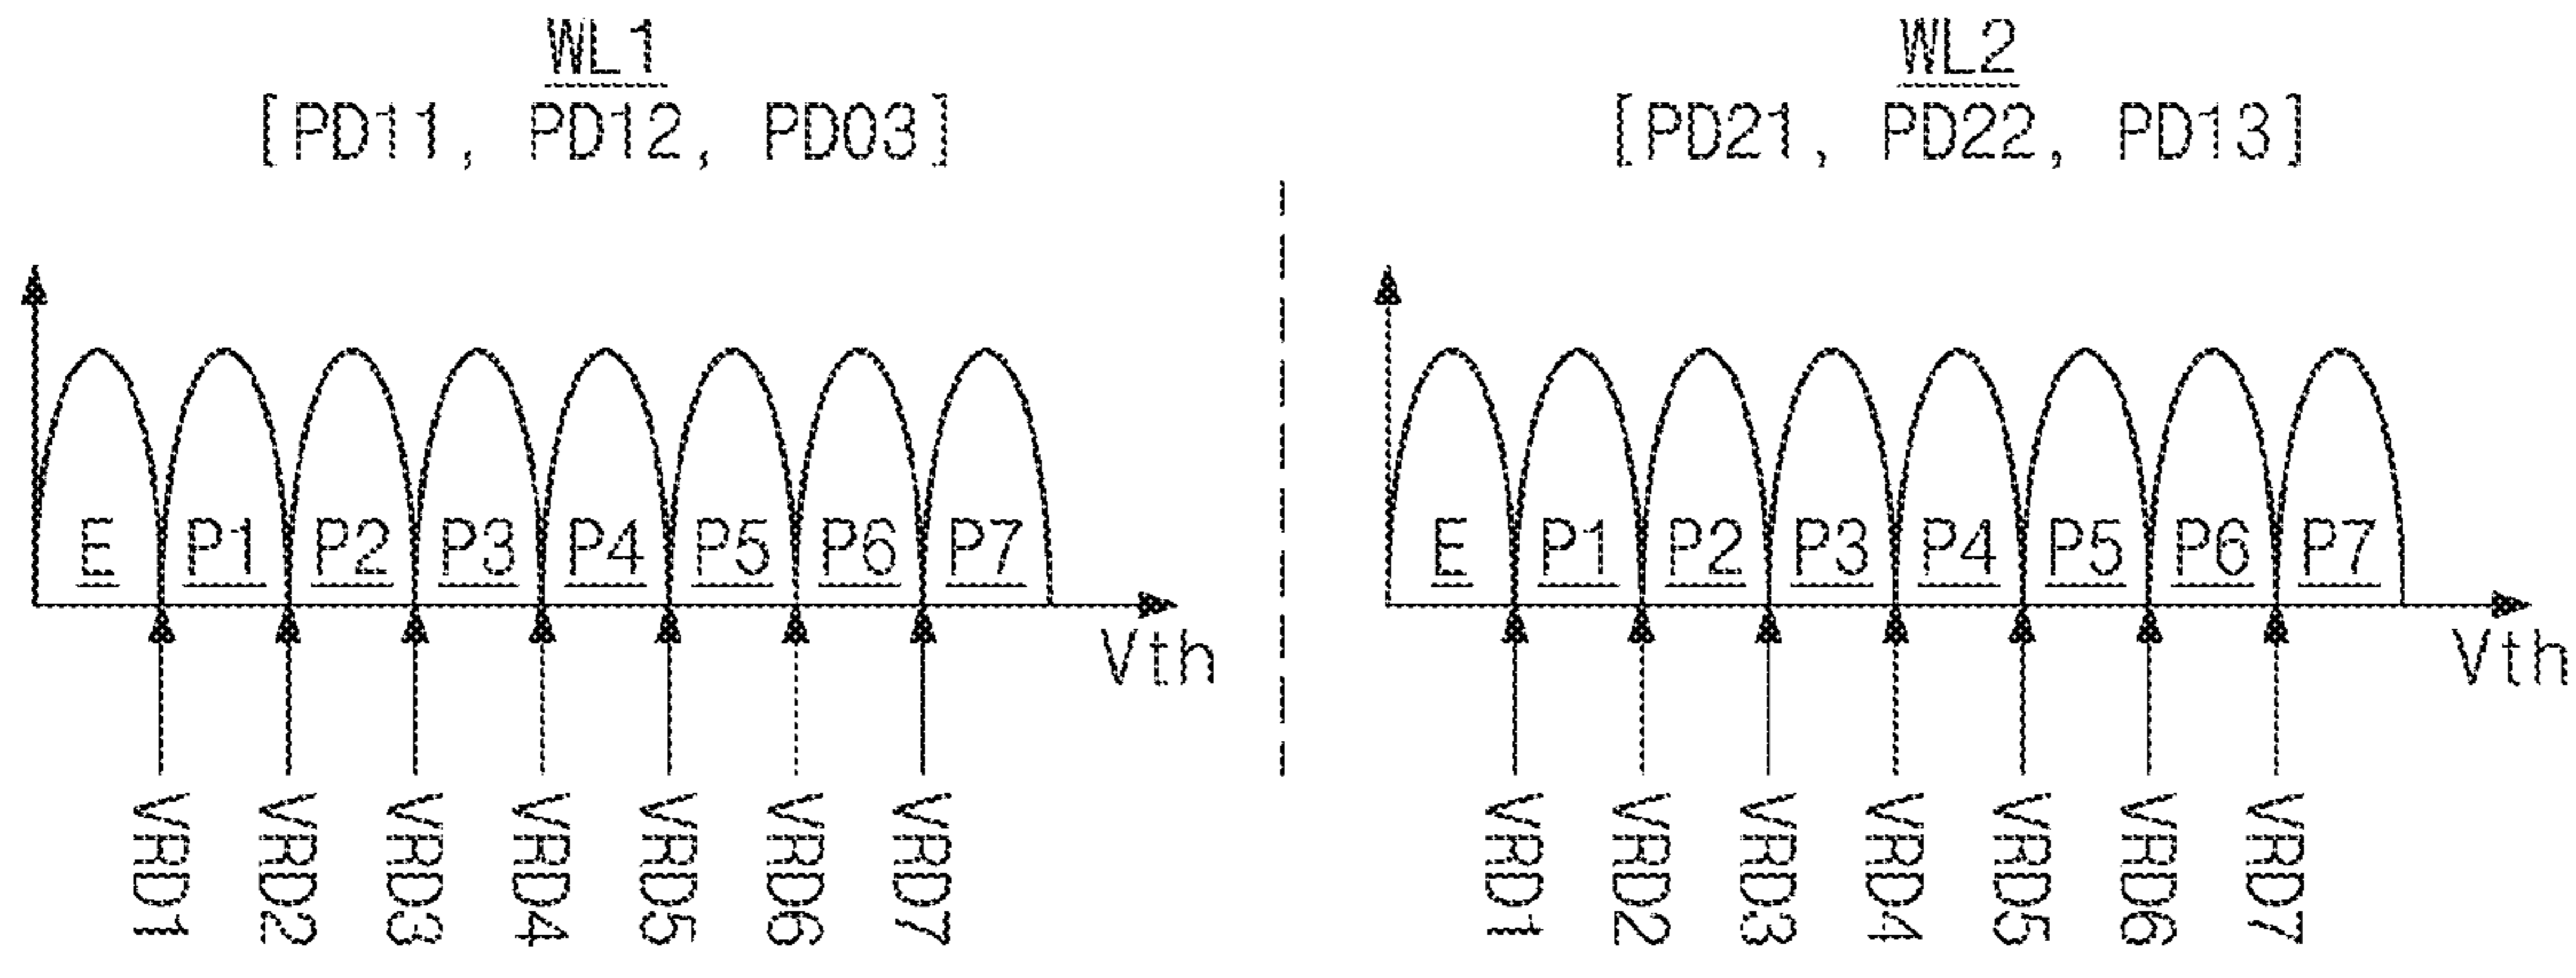 WL1
[PD11, PD12, PD03]
E P1 P2 P3 P4 P5 P6 P7
Vth
VRD1 VRD2 VRD3 VRD4 VRD5 VRD6 VRD7
WL2
[PD21, PD22, PD13]
E P1 P2 P3 P4 P5 P6 P7
Vth
VRD1 VRD2 VRD3 VRD4 VRD5 VRD6 VRD7